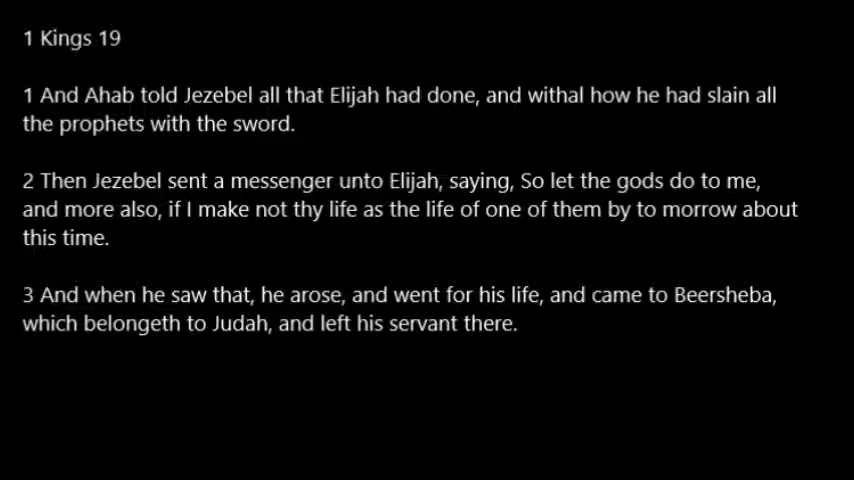 1 Kings 19
1 And Ahab told Jezebel all that Elijah had done, and withal how he had slain all
the prophets with the sword.
2 Then Jezebel sent a messenger unto Elijah, saying, So let the gods do to me,
and more also, if I make not thy life as the life of one of them by to morrow about
this time.
3 And when he saw that, he arose, and went for his life, and came to Beersheba,
which belongeth to Judah, and left his servant there.